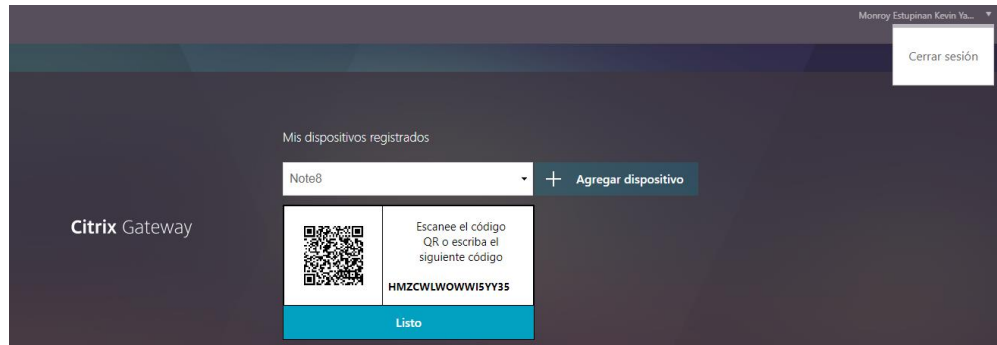 Monroy Estupinan Kevin Ya...
Cerrar sesión
Mis dispositivos registrados
Note8
+ Agregar dispositivo
Citrix Gateway
Escanee el código
QR o escriba el
siguiente código
HMZCWLWOWWI5YY35
Listo